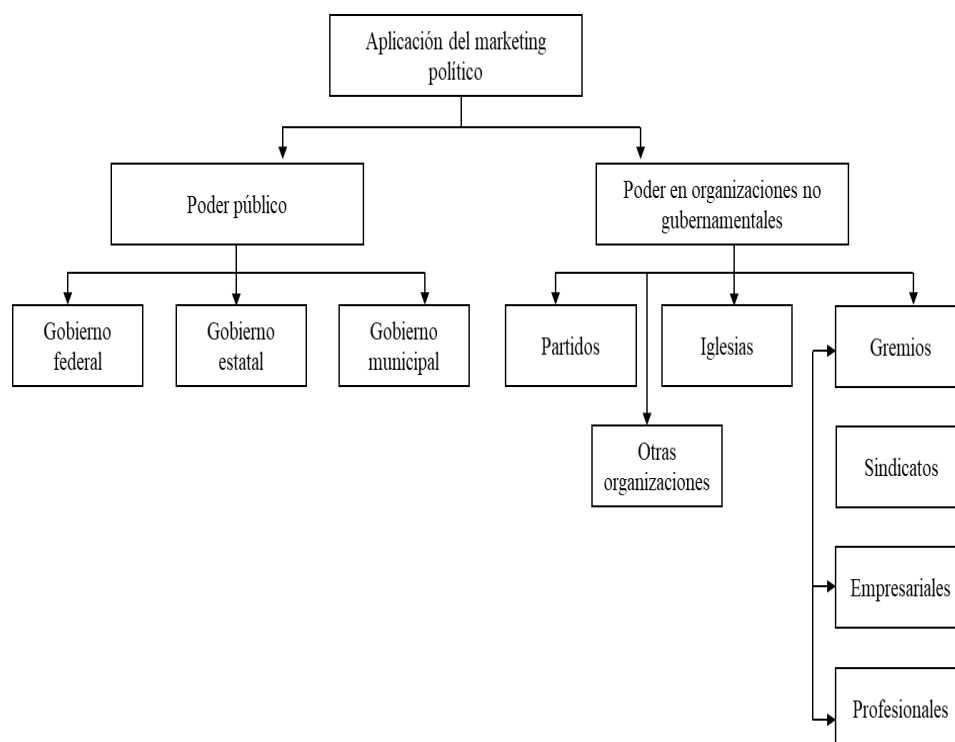 Aplicación del marketing
político
Poder público
Poder en organizaciones no
gubernamentales
Gobierno
federal
Gobierno
estatal
Gobierno
municipal
Partidos
Iglesias
Gremios
Otras
organizaciones
Sindicatos
Empresariales
Profesionales